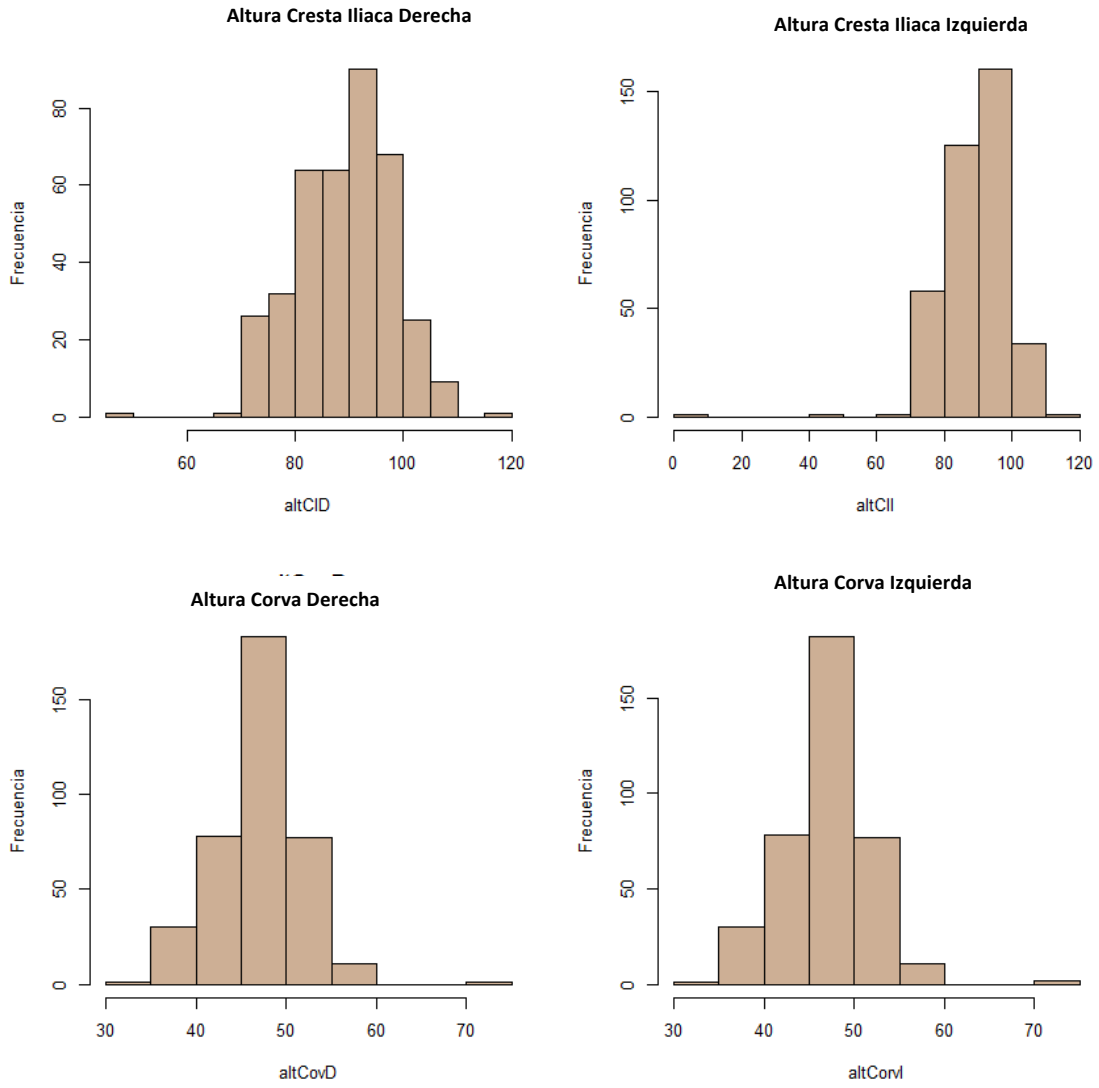 Altura Cresta Iliaca Derecha
Frecuencia
0 20 40 60 80
60 80 100 120
altCID
Altura Cresta Iliaca Izquierda
Frecuencia
0 50 100 150
0 20 40 60 80 100 120
altCII
Altura Corva Derecha
Frecuencia
0 50 100 150
30 40 50 60 70
altCovD
Altura Corva Izquierda
Frecuencia
0 50 100 150
30 40 50 60 70
altCorvI